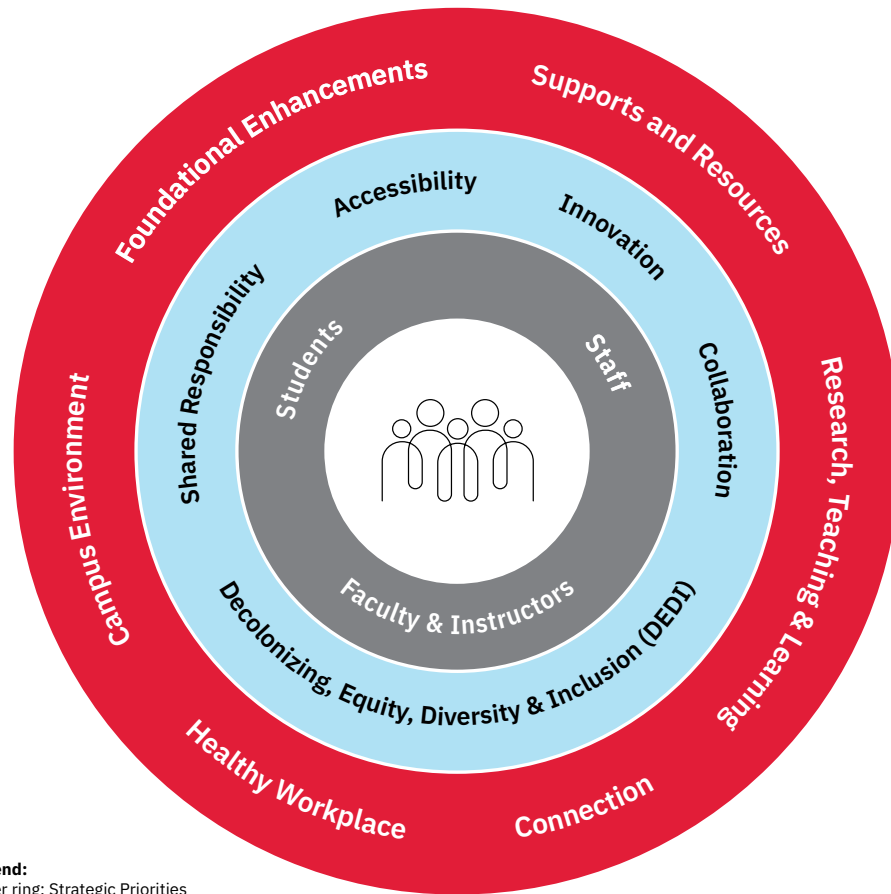 Foundational Enhancements
Supports and Resources
Research, Teaching & Learning
Connection
Healthy Workplace
Campus Environment
Accessibility
Innovation
Collaboration
Decolonizing, Equity, Diversity & Inclusion (DEDI)
Shared Responsibility
Students
Staff
Faculty & Instructors
ring: Strategic Priorities